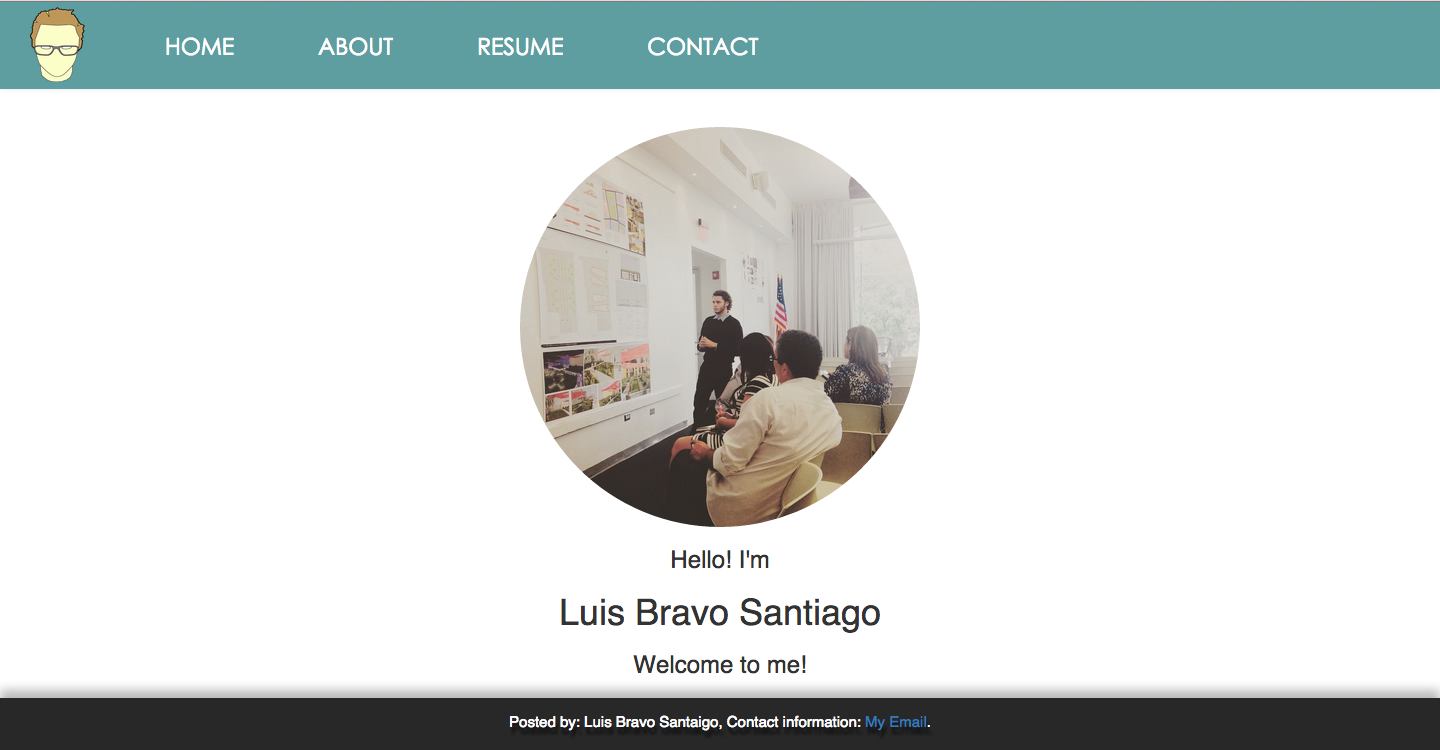 HOME ABOUT RESUME CONTACT
Hello! I'm
Luis Bravo Santiago
Welcome to me!
Posted by: Luis Bravo Santaigo, Contact information: My Email.